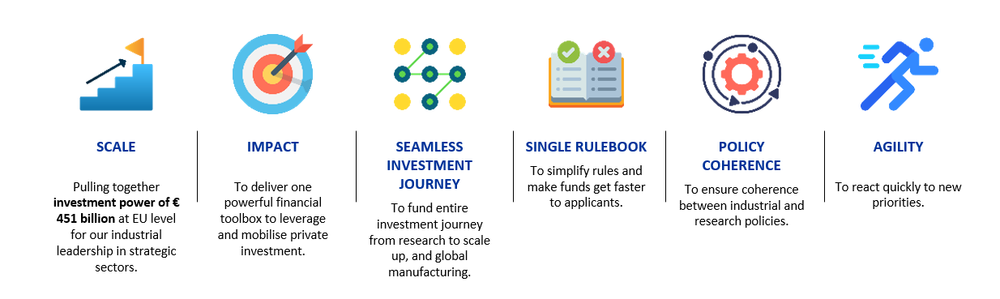 SCALE
Pulling together
investment power of €
451 billion at EU level
for our industrial
leadership in strategic
sectors.
IMPACT
To deliver one
powerful financial
toolbox to leverage
and mobilise private
investment.
SEAMLESS
INVESTMENT
JOURNEY
To fund entire
investment journey
from research to scale
up, and global
manufacturing.
SINGLE RULEBOOK
To simplify rules and
make funds get faster
to applicants.
POLICY
COHERENCE
To ensure coherence
between industrial and
research policies.
AGILITY
To react quickly to new
priorities.